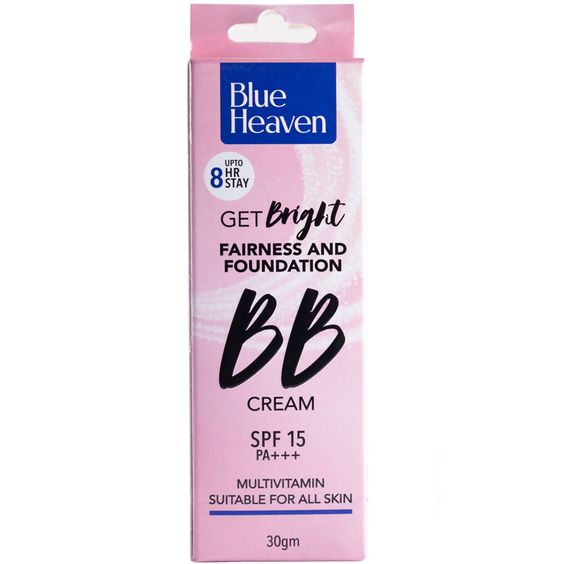 Blue
Heaven
UPTO
8 HR
STAY
GET Bright
FAIRNESS AND
FOUNDATION
BB
CREAM
SPF 15
PA+++
MULTIVITAMIN
SUITABLE FOR ALL SKIN
30gm